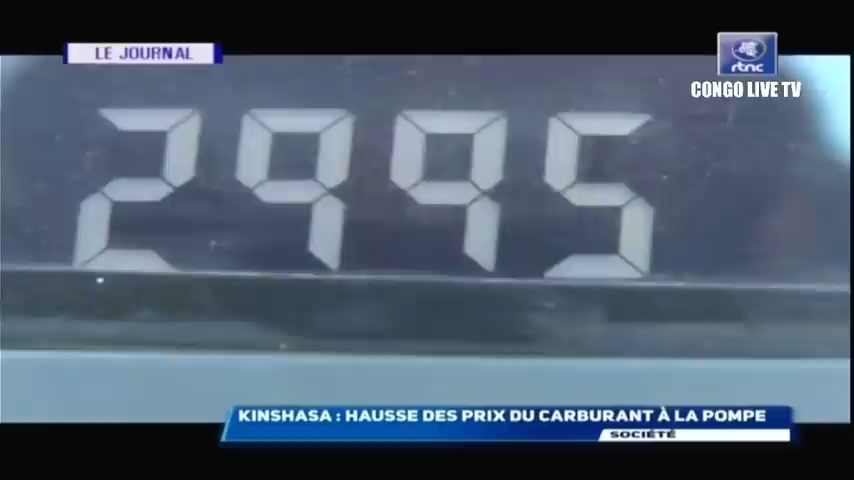 LE JOURNAL
rtnc
CONGO LIVE TV
2995
KINSHASA : HAUSSE DES PRIX DU CARBURANT À LA POMPE
SOCIÉTÉ